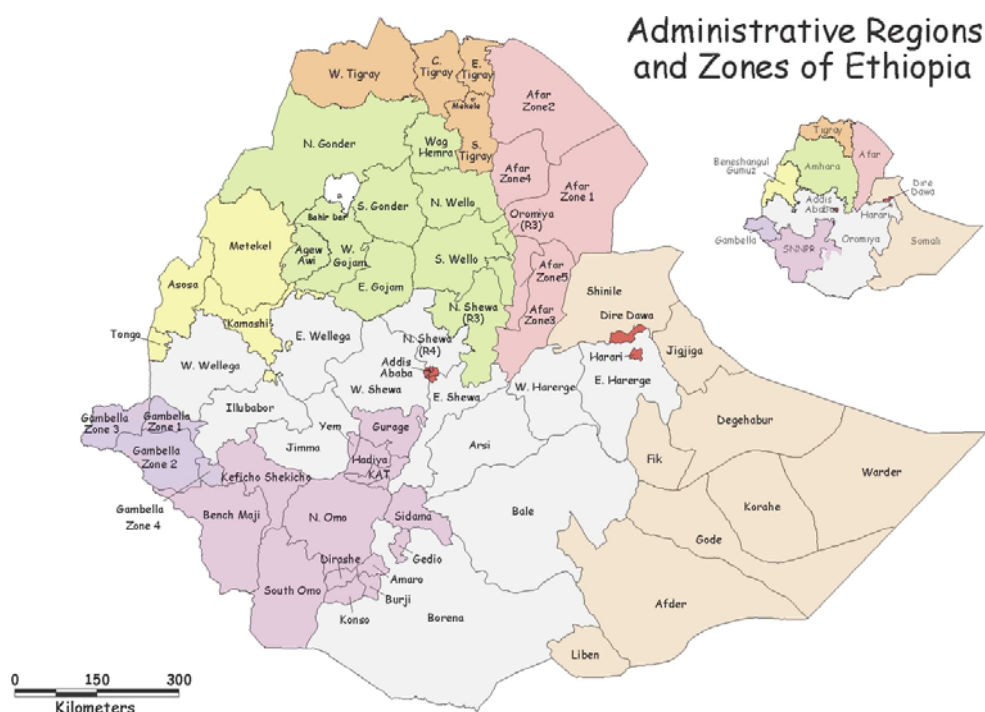 Administrative Regions
and Zones of Ethiopia
W. Tigray
C.
Tigray
E.
Tigray
Mekele
S.
Tigray
Afar
Zone2
N. Gonder
Wag
Hemra
Afar
Zone4
Afar
Zone 1
S. Gonder
N. Wello
Oromiya
(R3)
Bahir Dar
Metekel
Agew
Awi
W.
Gojam
S. Wello
Afar
Zone5
Asosa
E. Gojam
N. Shewa
(R3)
Afar
Zone3
Shinile
Dire Dawa
Kamashi
Tongo
E. Wellega
N. Shewa
(R4)
Harari
Jigjiga
W. Wellega
Addis
Ababa
W. Shewa
E. Shewa
W. Harerge
E. Harerge
Illubabor
Gambella
Zone 3
Gambella
Zone 1
Yem
Gurage
Degehabur
Jimma
Arsi
Gambella
Zone 2
Hadiya
KAT
Fik
Warder
Keficho Shekicho
Gambella
Zone 4
Bench Maji
N. Omo
Sidama
Bale
Korahe
Gode
Dirashe
Gedio
South Omo
Amaro
Burji
Konso
Borena
Afder
Liben
Tigray
Beneshangul
Gumuz
Amhara
Afar
Dire
Dawa
Addis
Ababa
Harari
Gambella
SNNPR
Oromiya
Somali
0 150 300
Kilometers